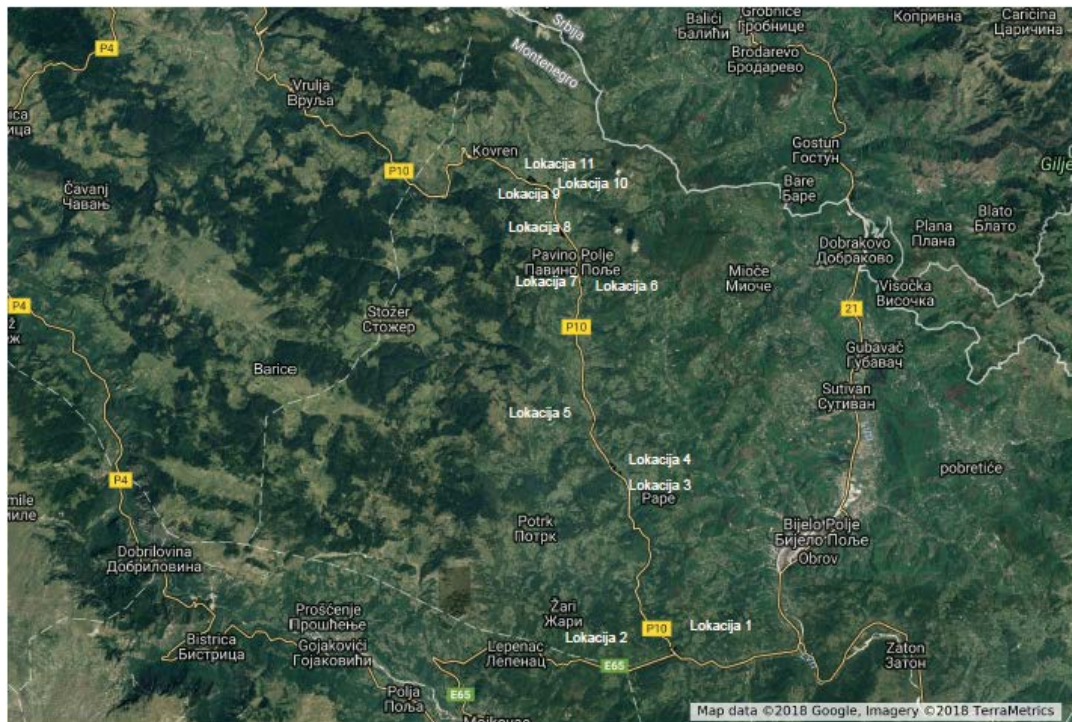 Balići
Балићи
Grobnice
Гробнице
Копривна
Caričina
Царичина
P4
Srbija
Montenegro
Brodarevo
Бродарево
Vrulja
Вруља
P10
Kovren
Gostun
Гостун
Gilje
Čavanj
Чавањ
Lokacija 11
Lokacija 10
Lokacija 9
Bare
Баре
Lokacija 8
Plana
Плана
Blato
Блато
Pavino Polje
Павино Поље
Dobrakovo
Добраково
Mioče
Миоче
Lokacija 7
Lokacija 6
Visočka
Височка
P4
Stožer
Стожер
21
P10
Gubavač
Губавач
Barice
Sutivan
Сутиван
Lokacija 5
Lokacija 4
pobretiće
P4
Lokacija 3
Pape
Potrk
Потрк
Bijelo Polje
Бијело Поље
Obrov
Dobrilovina
Добриловина
Prošćenje
Прошћење
Žari
Жари
Lokacija 2
P10
Lokacija 1
Bistrica
Бистрица
Gojakovići
Гојаковићи
Lepenac
Лепенац
E65
Zaton
Затон
Polja
Поља
E65
Map data ©2018 Google, Imagery ©2018 TerraMetrics